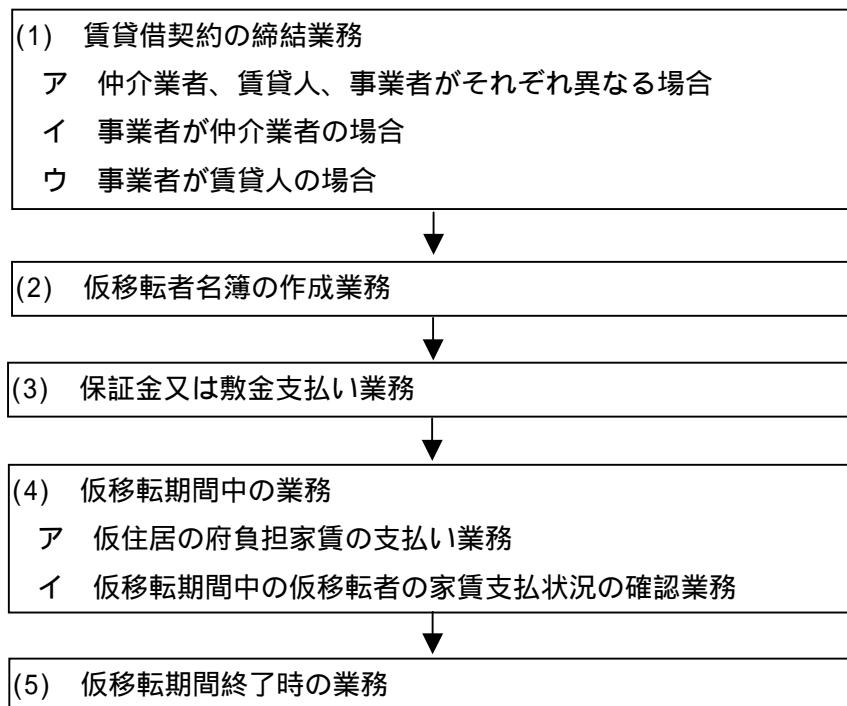 (1) 賃貸借契約の締結業務
ア 仲介業者、賃貸人、事業者がそれぞれ異なる場合
イ 事業者が仲介業者の場合
ウ 事業者が賃貸人の場合
(2) 仮移転者名簿の作成業務
(3) 保証金又は敷金支払い業務
(4) 仮移転期間中の業務
ア 仮住居の府負担家賃の支払い業務
イ 仮移転期間中の仮移転者の家賃支払状況の確認業務
(5) 仮移転期間終了時の業務